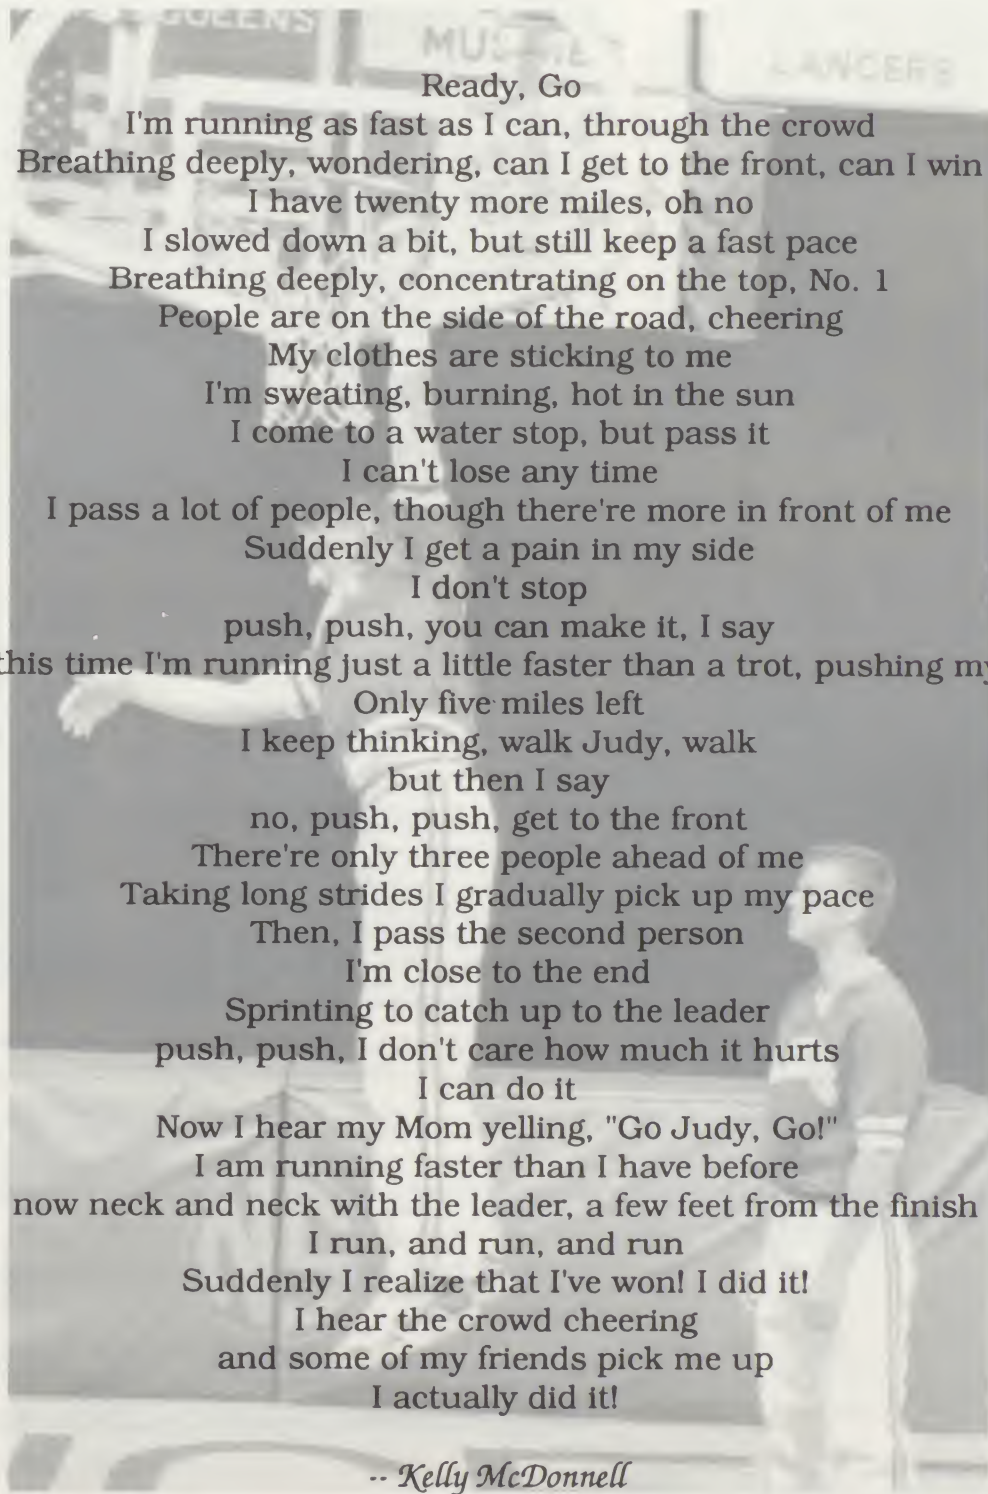 QUEENS
LANCERS
Ready, Go
I'm running as fast as I can, through the crowd
Breathing deeply, wondering, can I get to the front, can I win
I have twenty more miles, oh no
I slowed down a bit, but still keep a fast pace
Breathing deeply, concentrating on the top, No. 1
People are on the side of the road, cheering
My clothes are sticking to me
I'm sweating, burning, hot in the sun
I come to a water stop, but pass it
I can't lose any time
I pass a lot of people, though there're more in front of me
Suddenly I get a pain in my side
I don't stop
push, push, you can make it, I say
this time I'm running just a little faster than a trot, pushing my
Only five miles left
I keep thinking, walk Judy, walk
but then I say
no, push, push, get to the front
There're only three people ahead of me
Taking long strides I gradually pick up my pace
Then, I pass the second person
I'm close to the end
Sprinting to catch up to the leader
push, push, I don't care how much it hurts
I can do it
Now I hear my Mom yelling, "Go Judy, Go!"
I am running faster than I have before
now neck and neck with the leader, a few feet from the finish
I run, and run, and run
Suddenly I realize that I've won! I did it!
I hear the crowd cheering
and some of my friends pick me up
I actually did it!
-- Kelly McDonnell